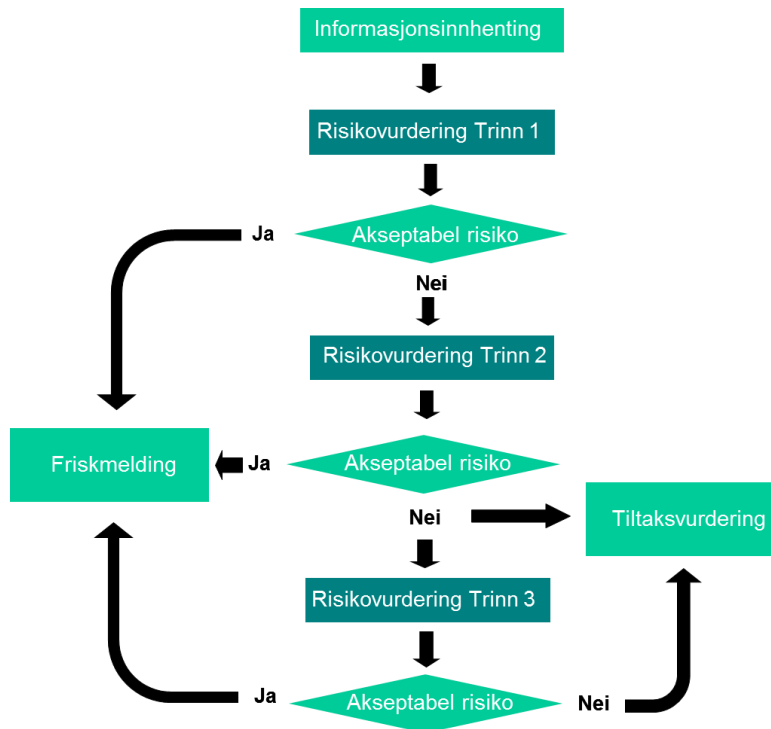 Informasjonsinnhenting
Risikovurdering Trinn 1
Akseptabel risiko
Ja
Nei
Risikovurdering Trinn 2
Friskmelding
Ja
Akseptabel risiko
Nei
Tiltaksvurdering
Risikovurdering Trinn 3
Ja
Akseptabel risiko
Nei